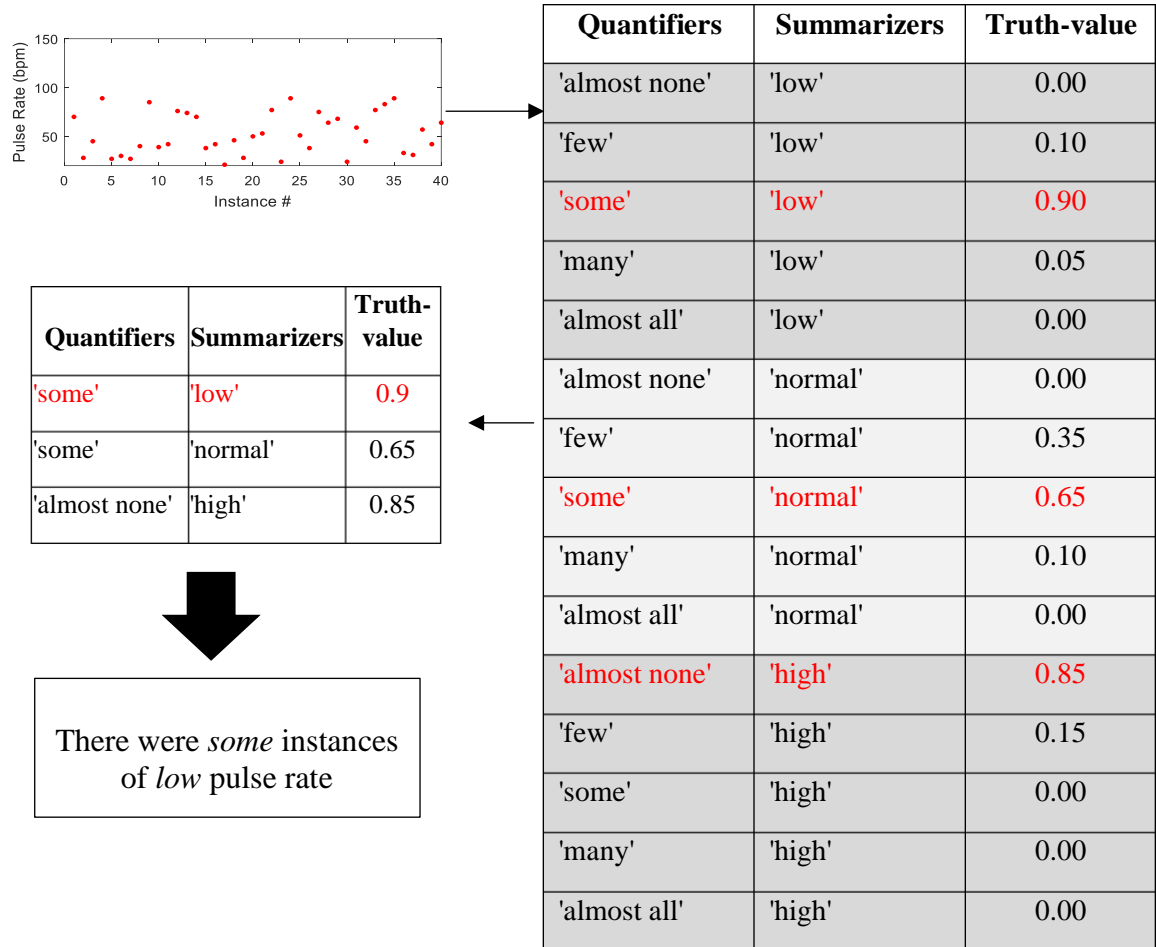 150
100
50
Pulse Rate (bpm)
0 5 10 15 20 25 30 35 40
Instance #
Quantifiers Summarizers Truth-value
'almost none' 'low' 0.00
'few' 'low' 0.10
'some' 'low' 0.90
'many' 'low' 0.05
'almost all' 'low' 0.00
'almost none' 'normal' 0.00
'few' 'normal' 0.35
'some' 'normal' 0.65
'many' 'normal' 0.10
'almost all' 'normal' 0.00
'almost none' 'high' 0.85
'few' 'high' 0.15
'some' 'high' 0.00
'many' 'high' 0.00
'almost all' 'high' 0.00
Truth-
Quantifiers Summarizers value
'some' 'low' 0.9
'some' 'normal' 0.65
'almost none' 'high' 0.85
There were some instances
of low pulse rate